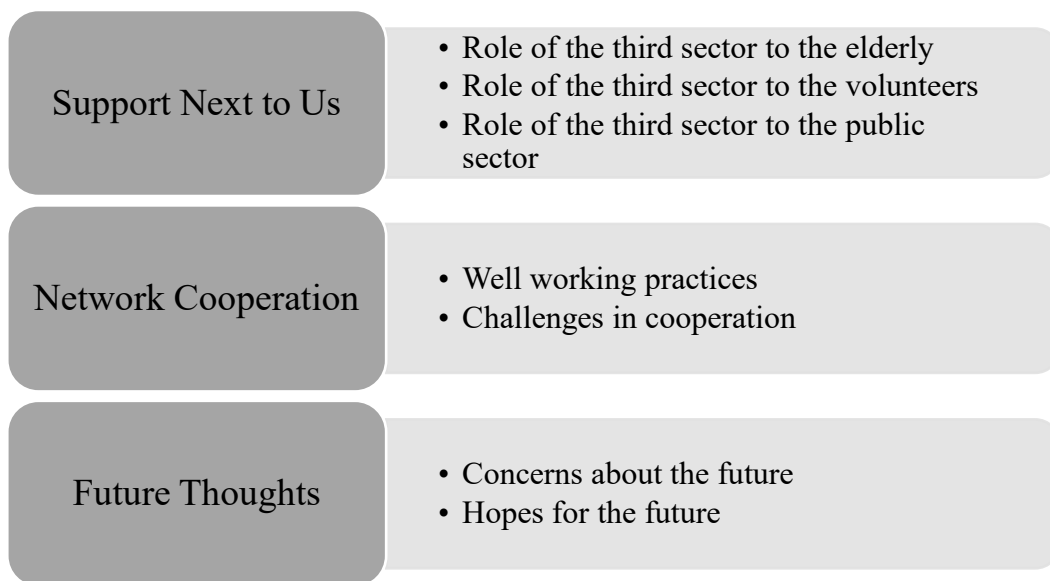 Support Next to Us
• Role of the third sector to the elderly
• Role of the third sector to the volunteers
• Role of the third sector to the public
sector
Network Cooperation
• Well working practices
• Challenges in cooperation
Future Thoughts
• Concerns about the future
• Hopes for the future